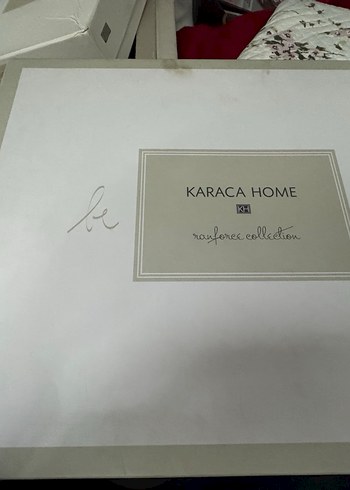 KARACA HOME
KH
ranforce collection
be